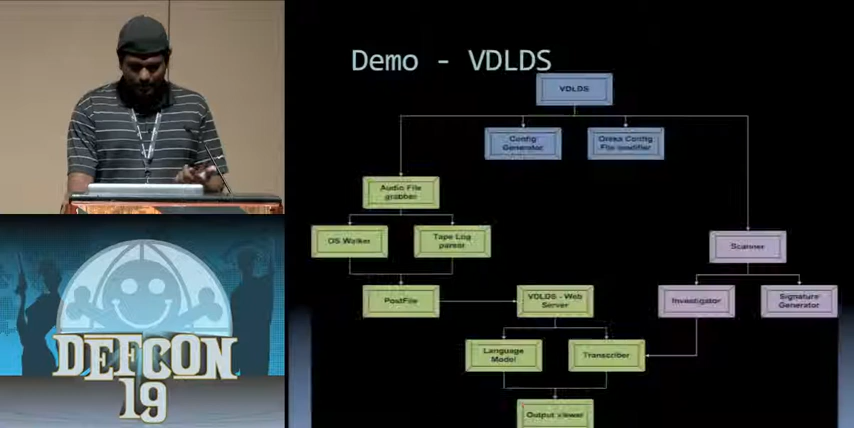 Demo - VDLDS
VDLDS
Config
Generator
Oreka Config
File modifier
Audio File
grabber
OS Walker
Tape Log
parser
Scanner
PostFile
VDLDS - Web
Server
Investigator
Signature
Generator
Language
Model
Transcriber
Output viewer
DEFCON
19